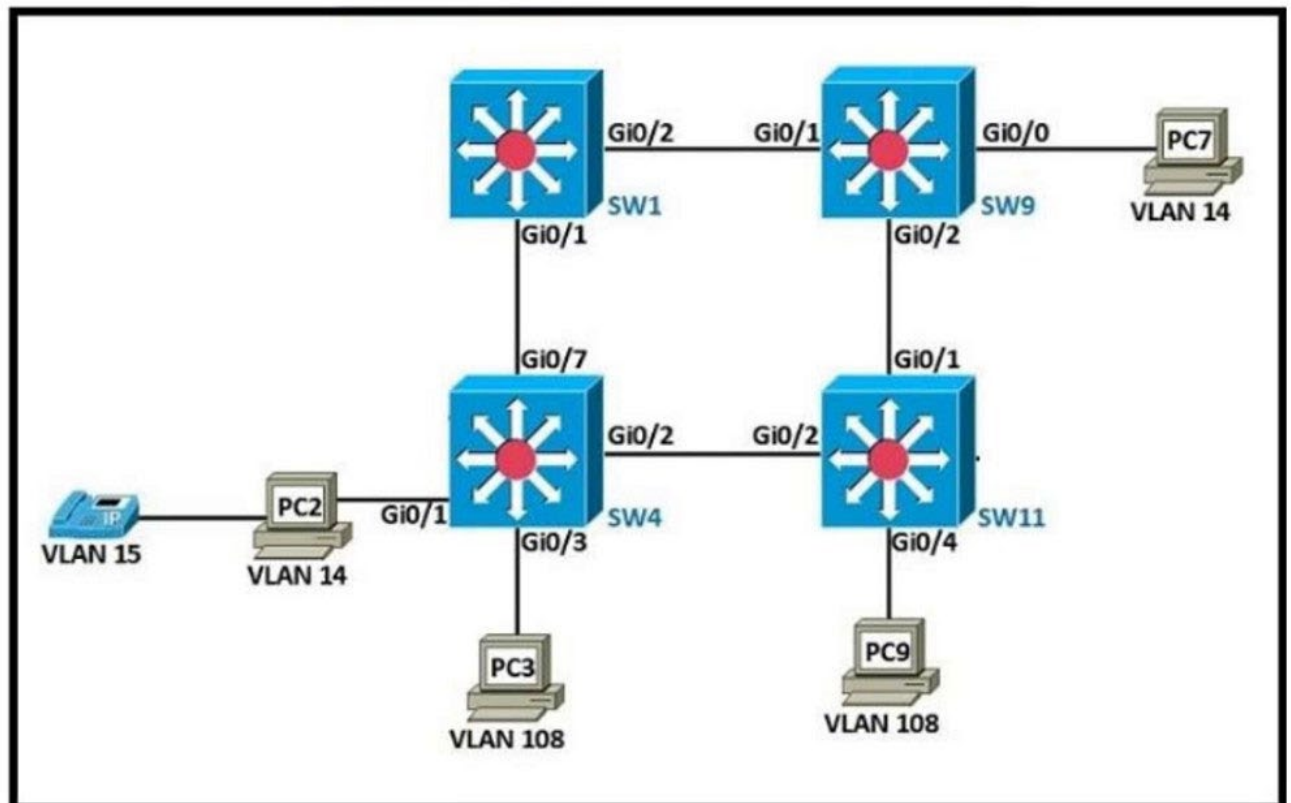 Gi0/2
Gi0/1
Gi0/0
PC7
SW1
SW9
VLAN 14
Gi0/1
Gi0/2
Gi0/7
Gi0/1
Gi0/2
Gi0/2
PC2
Gi0/1
IP
SW4
SW11
VLAN 15
Gi0/3
Gi0/4
VLAN 14
PC3
PC9
VLAN 108
VLAN 108